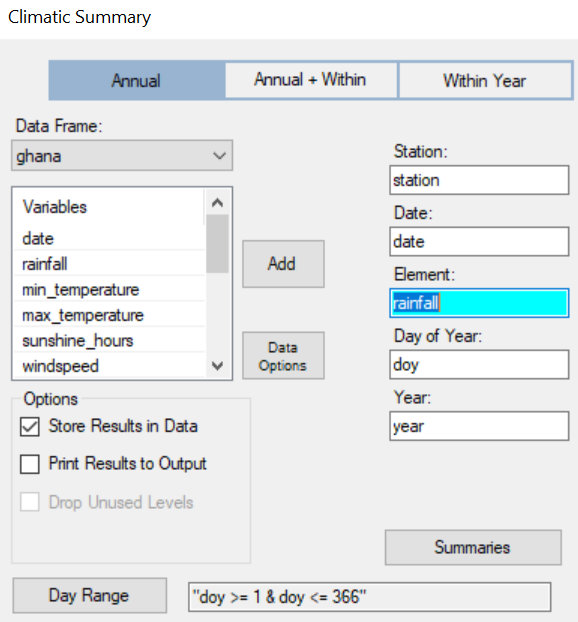 Climatic Summary
Annual
Annual + Within
Within Year
Data Frame:
ghana
Variables
date
rainfall
min_temperature
max_temperature
sunshine_hours
windspeed
Add
Data
Options
Station:
station
Date:
date
Element:
rainfall
Day of Year:
doy
Year:
year
Options
Store Results in Data
Print Results to Output
Drop Unused Levels
Summaries
Day Range
"doy >= 1 & doy <= 366"